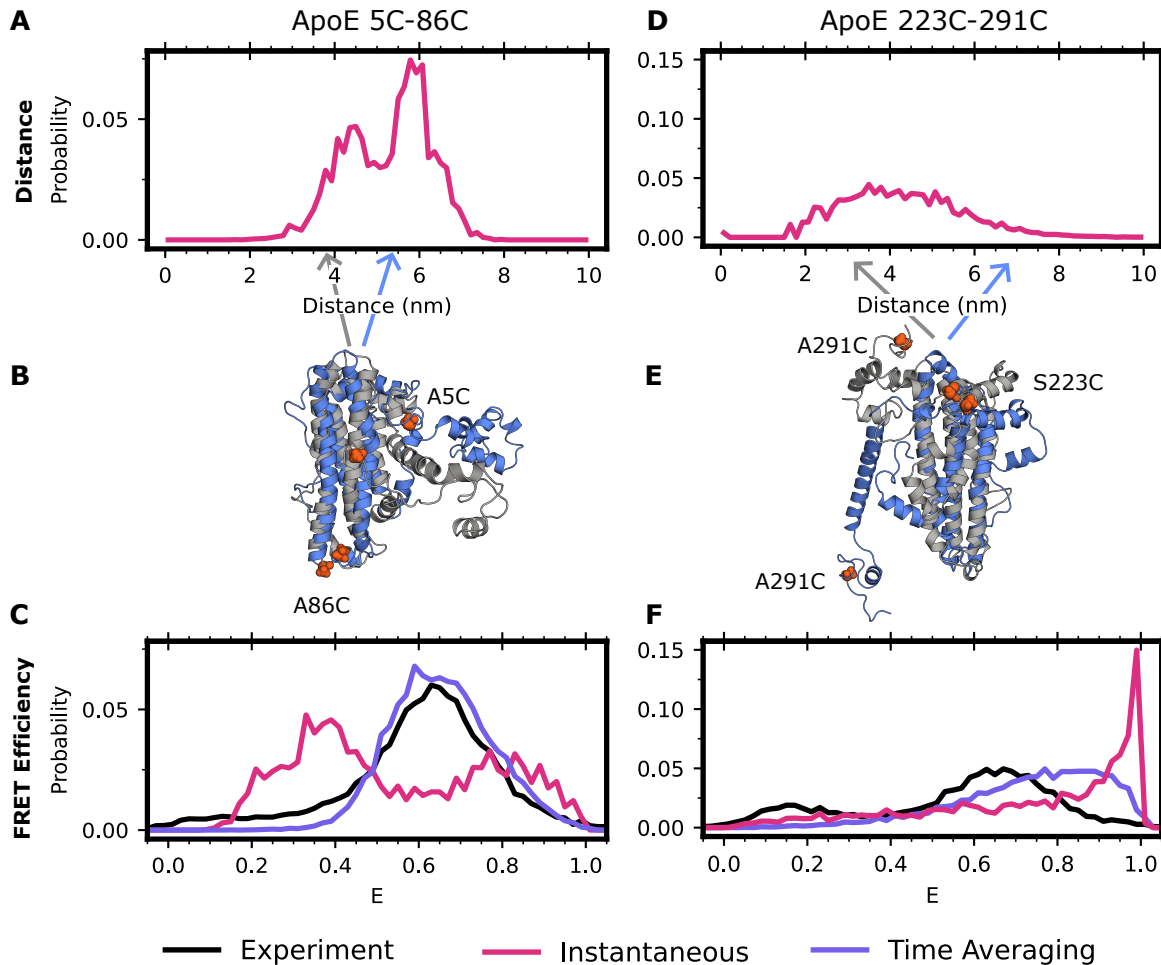 A
ApoE 5C-86C
Distance
Probability
0.05
0.00
0 2 4 6 8 10
Distance (nm)
D
ApoE 223C-291C
0.15
0.10
0.05
0.00
0 2 4 6 8 10
Distance (nm)
B
A5C
A86C
E
A291C
S223C
A291C
C
FRET Efficiency
Probability
0.05
0.00
0.0 0.2 0.4 0.6 0.8 1.0
E
F
0.15
0.10
0.05
0.00
0.0 0.2 0.4 0.6 0.8 1.0
E
Experiment Instantaneous Time Averaging